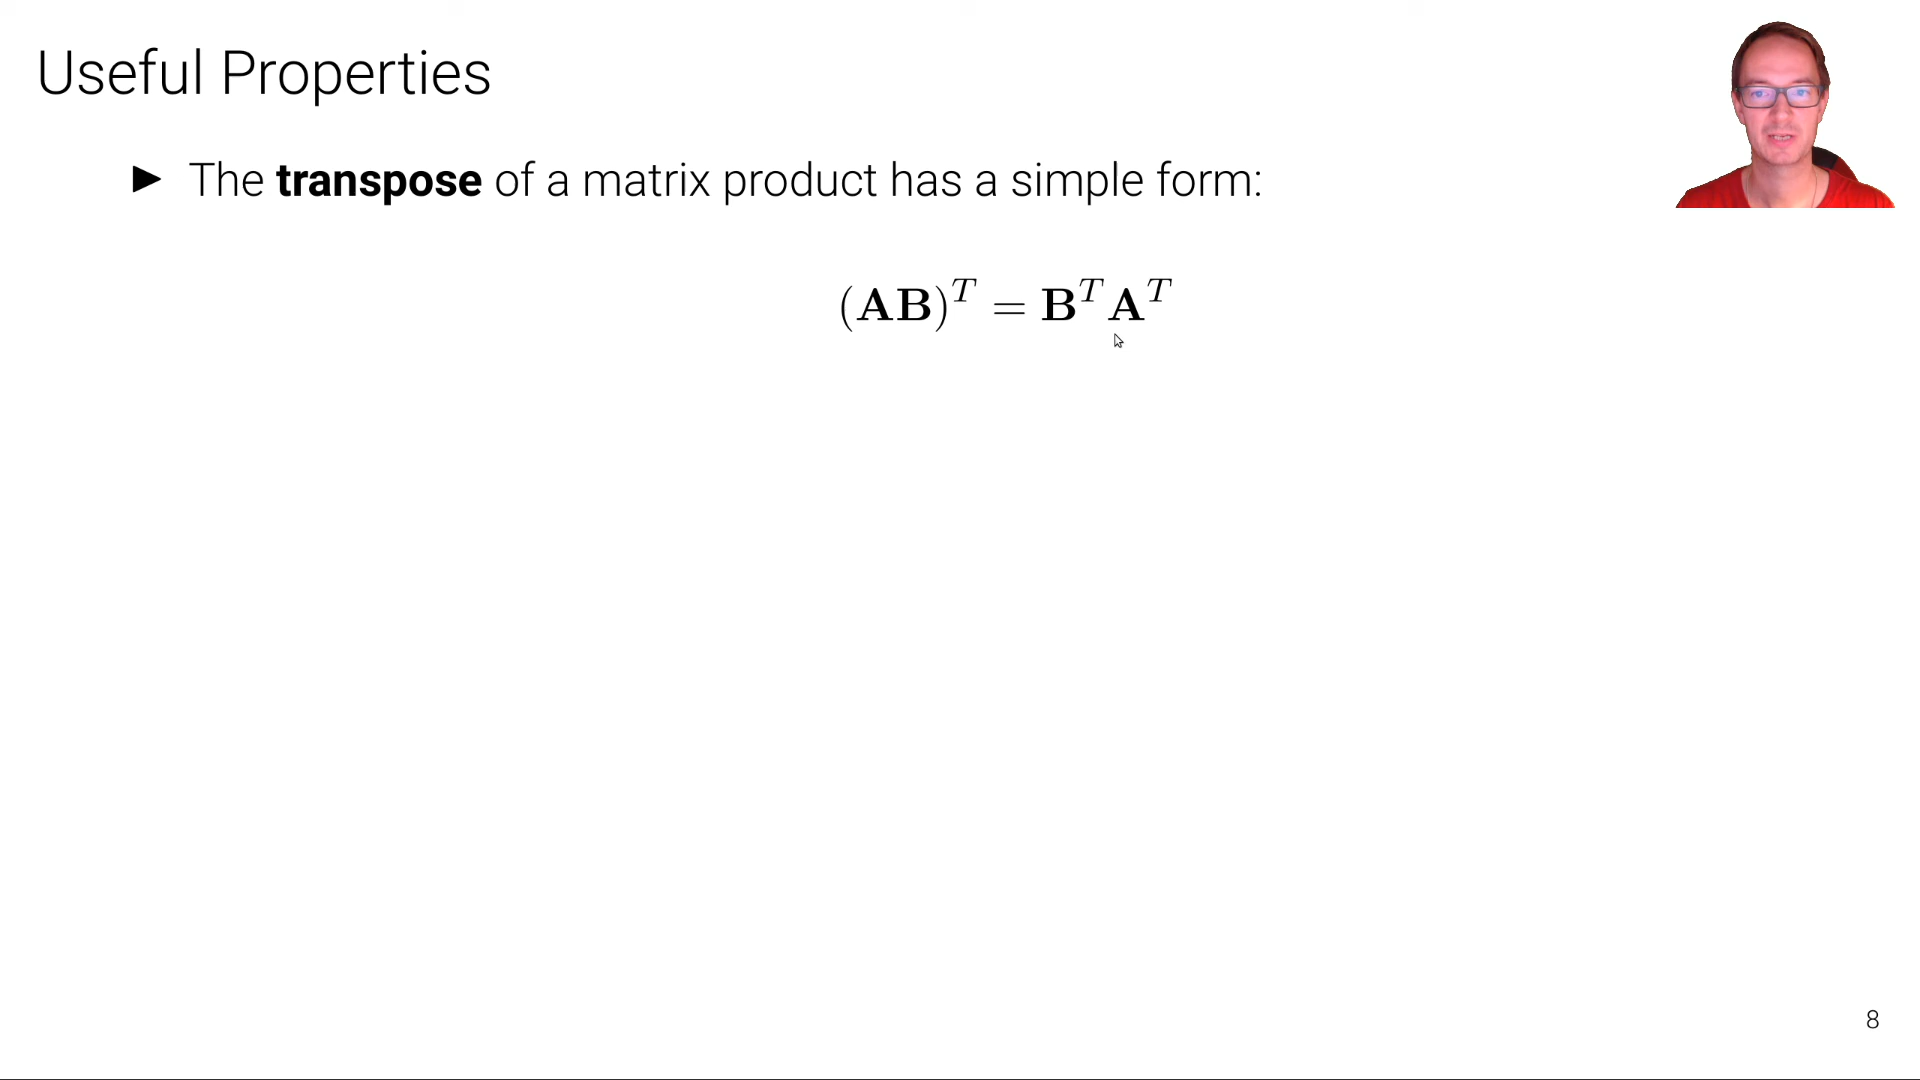 Useful Properties
► The transpose of a matrix product has a simple form:
(AB)^T = B^T A^T
8